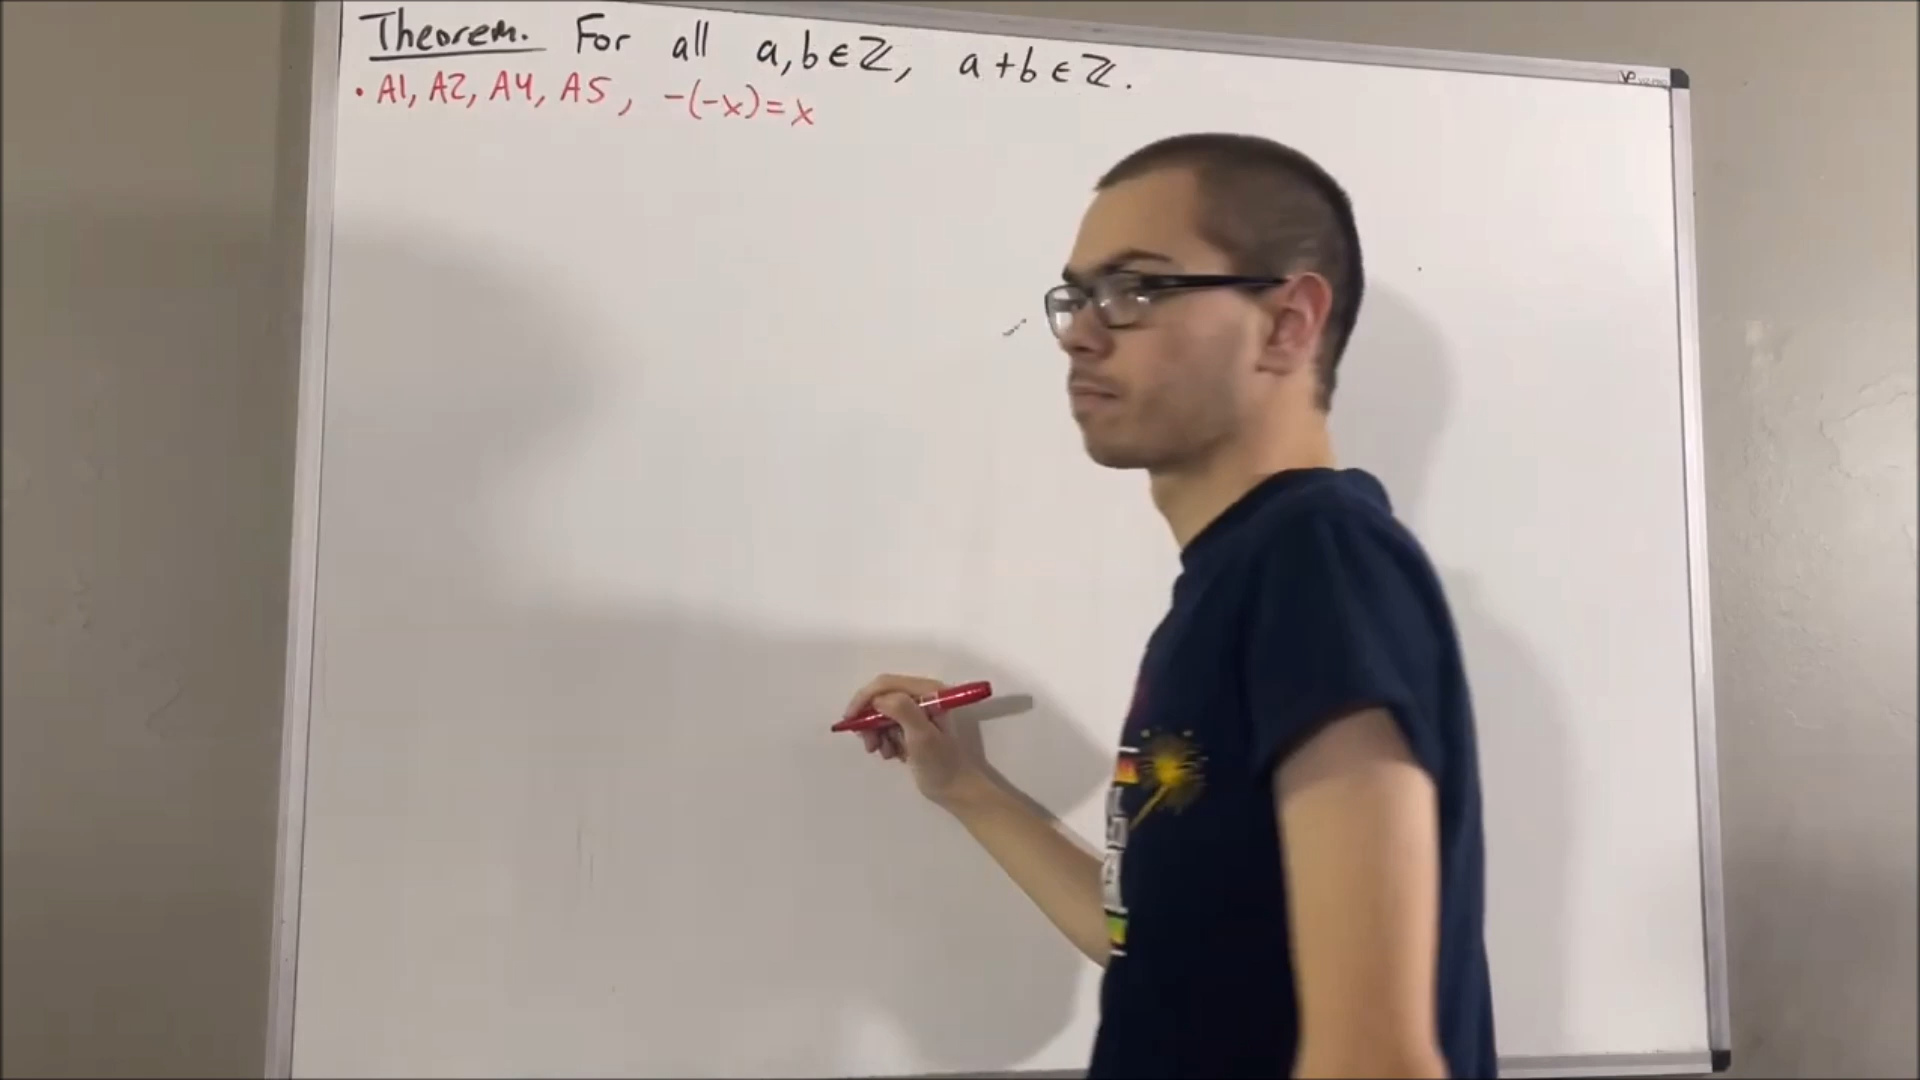 Theorem. For all a, b ∈ ℤ, a + b ∈ ℤ.
• A1, A2, A4, A5, -(-x) = x